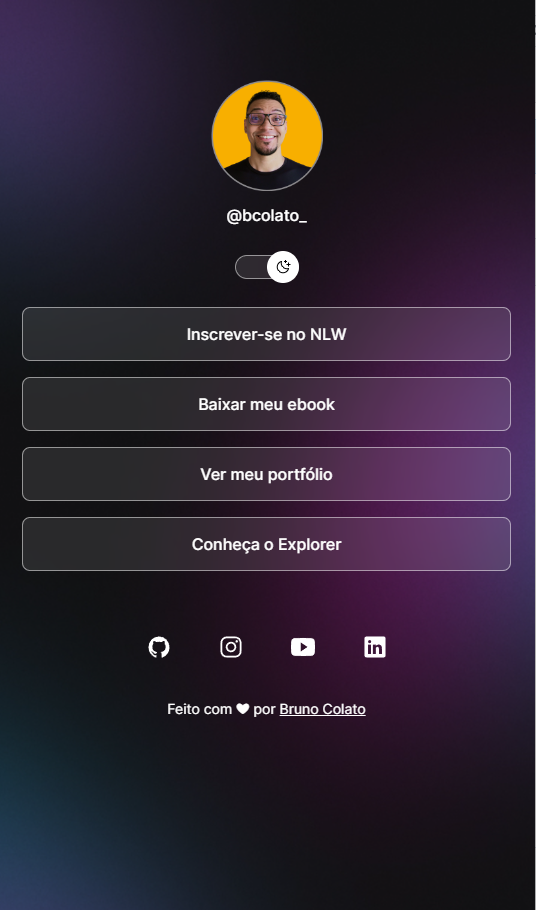 @bcolato_
Inscrever-se no NLW
Baixar meu ebook
Ver meu portfólio
Conheça o Explorer
Feito com ♥ por Bruno Colato